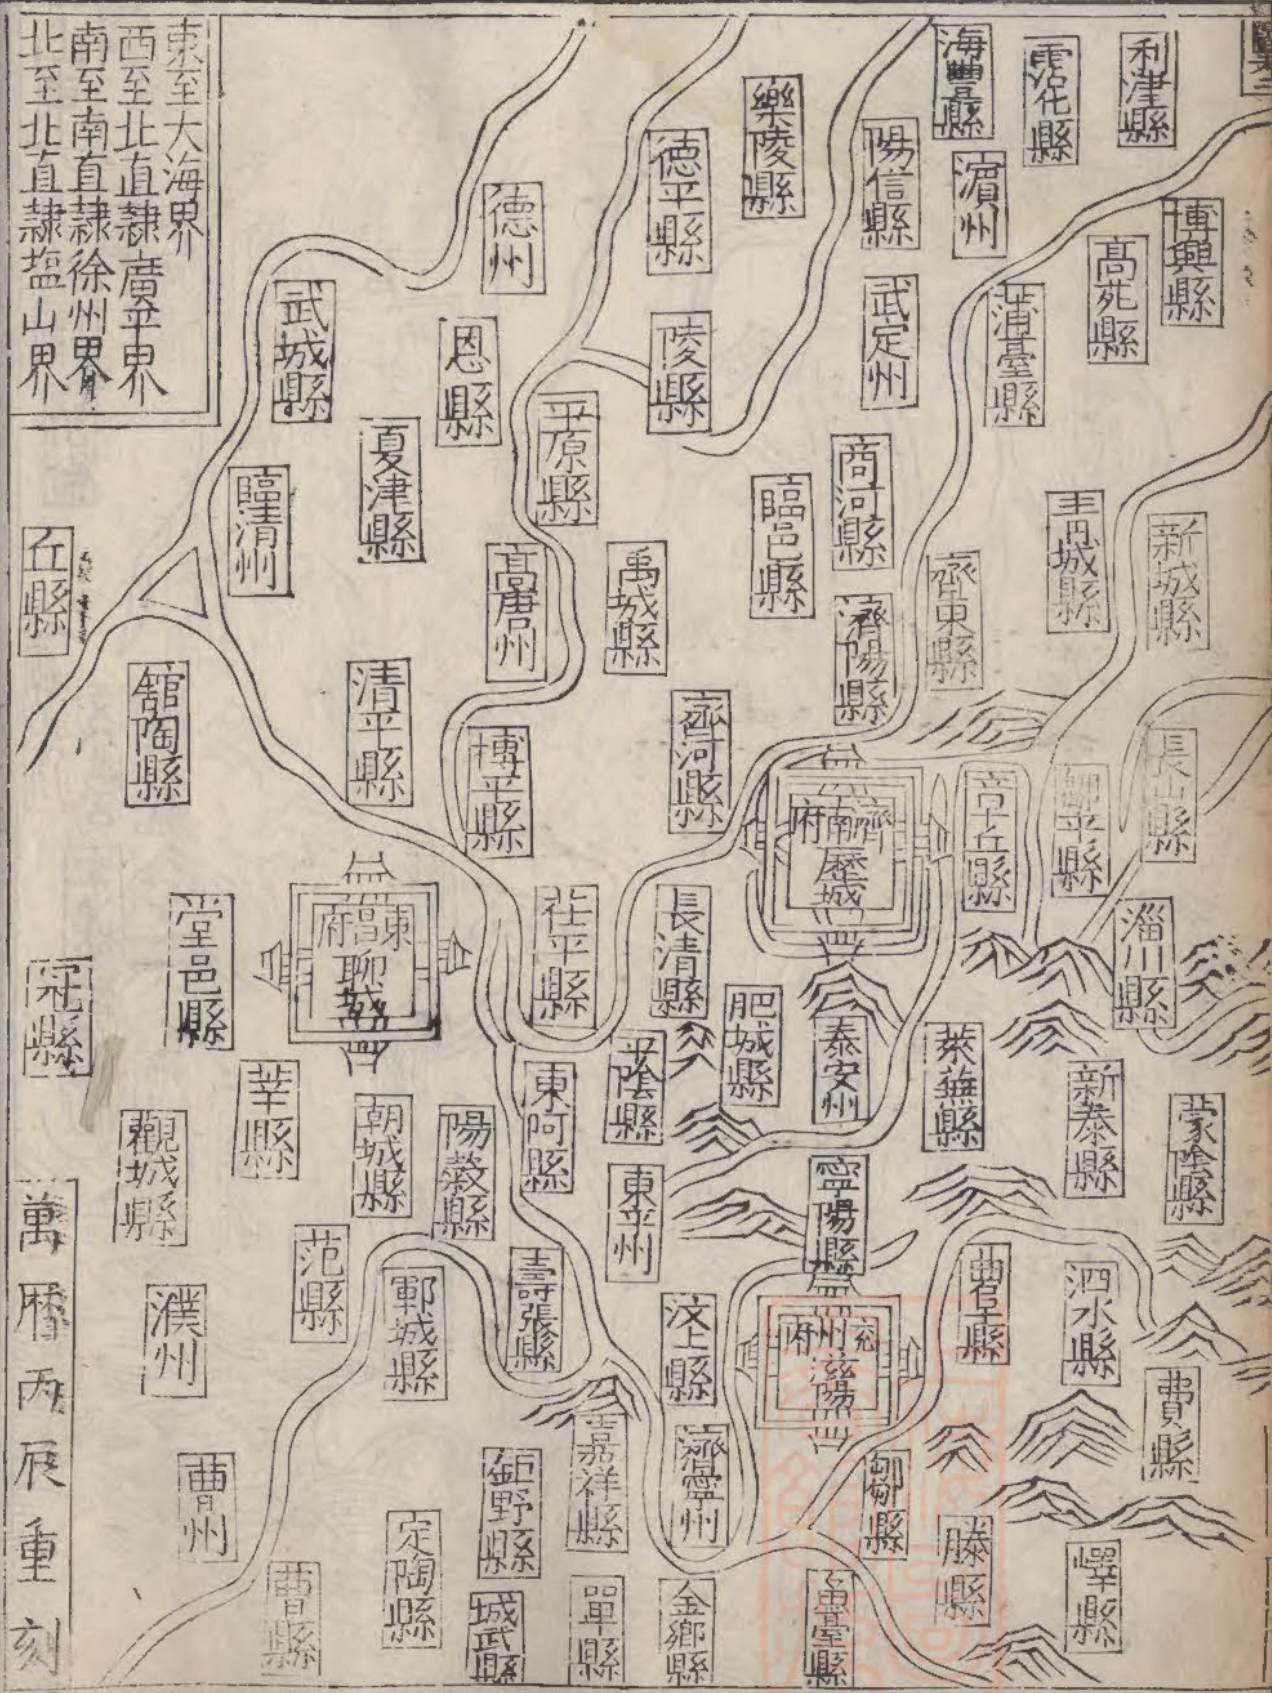 東至大海界
西至北直隷廣平界
南至南直隷徐州界
北至北直隷塩山界
利津縣
霑化縣
海豐縣
樂陵縣
德平縣
德州
陽信縣
濵州
博興縣
高苑縣
蒲臺縣
武定州
陵縣
恩縣
武城縣
平原縣
夏津縣
臨清州
商河縣
臨邑縣
青城縣
新城縣
齊東縣
禹城縣
高唐州
丘縣
濟陽縣
齊河縣
清平縣
舘陶縣
博平縣
長山縣
鄒平縣
章丘縣
濟南府
歷城
淄川縣
長清縣
茌平縣
東昌府
聊城
堂邑縣
冠縣
肥城縣
泰安州
萊蕪縣
新泰縣
蒙陰縣
平陰縣
東阿縣
陽穀縣
朝城縣
莘縣
觀城縣
寧陽縣
東平州
壽張縣
范縣
鄆城縣
濮州
汶上縣
兖州府
滋陽
曲阜縣
泗水縣
費縣
濟寧州
嘉祥縣
鉅野縣
曹州
定陶縣
曹縣
鄒縣
滕縣
嶧縣
魚臺縣
金鄉縣
單縣
城武縣
萬曆丙辰重刻